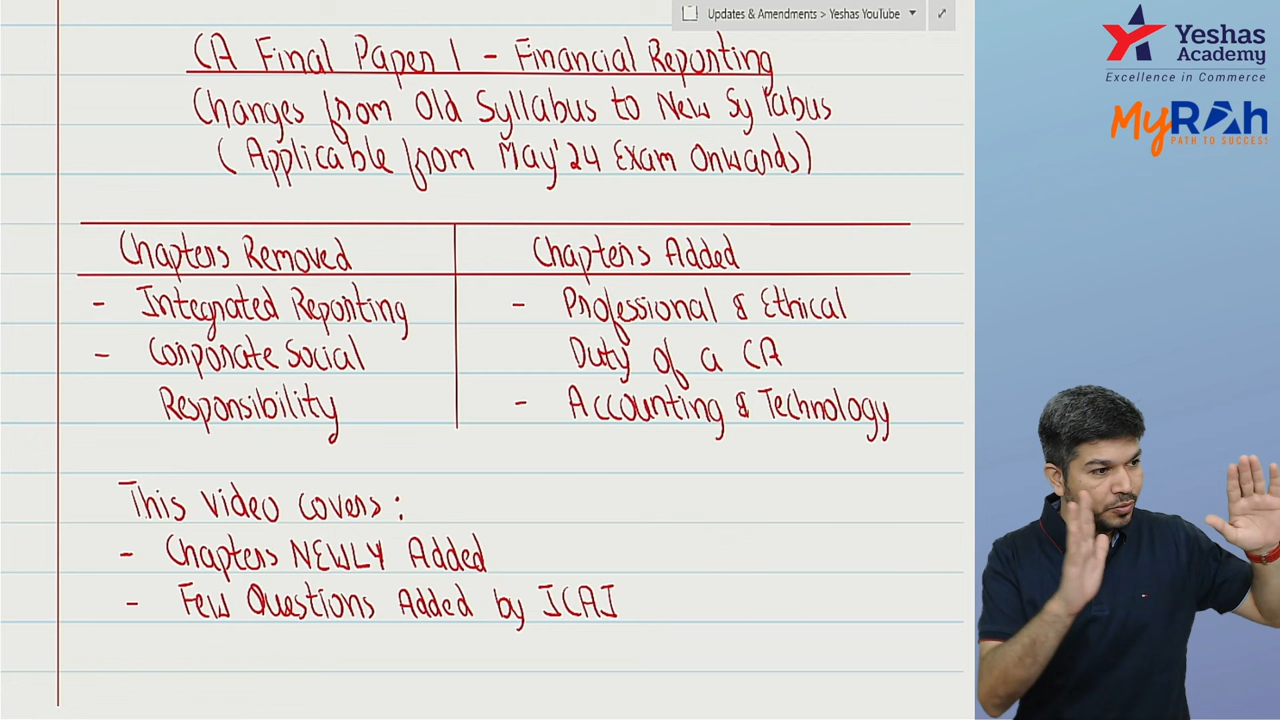 Updates & Amendments > Yeshas YouTube
Yeshas
Academy
Excellence in Commerce
MyRAh
PATH TO SUCCESS
CA Final Paper 1 - Financial Reporting
Changes from Old Syllabus to New Syllabus
(Applicable from May'24 Exam Onwards)
Chapters Removed
- Integrated Reporting
- Corporate Social
Responsibility
Chapters Added
- Professional & Ethical
Duty of a CA
- Accounting & Technology
This video covers:
- Chapters NEWLY Added
- Few Questions Added by ICAI